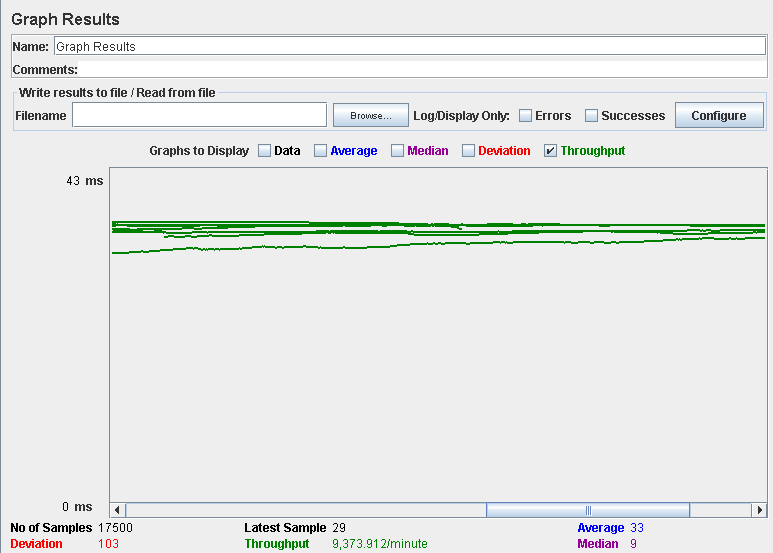 Graph Results
Name: Graph Results
Comments:
Write results to file / Read from file
Filename Browse... Log/Display Only: Errors Successes Configure
Graphs to Display Data Average Median Deviation Throughput
43 ms
0 ms
No of Samples 17500 Latest Sample 29 Average 33
Deviation 103 Throughput 9,373.912/minute Median 9